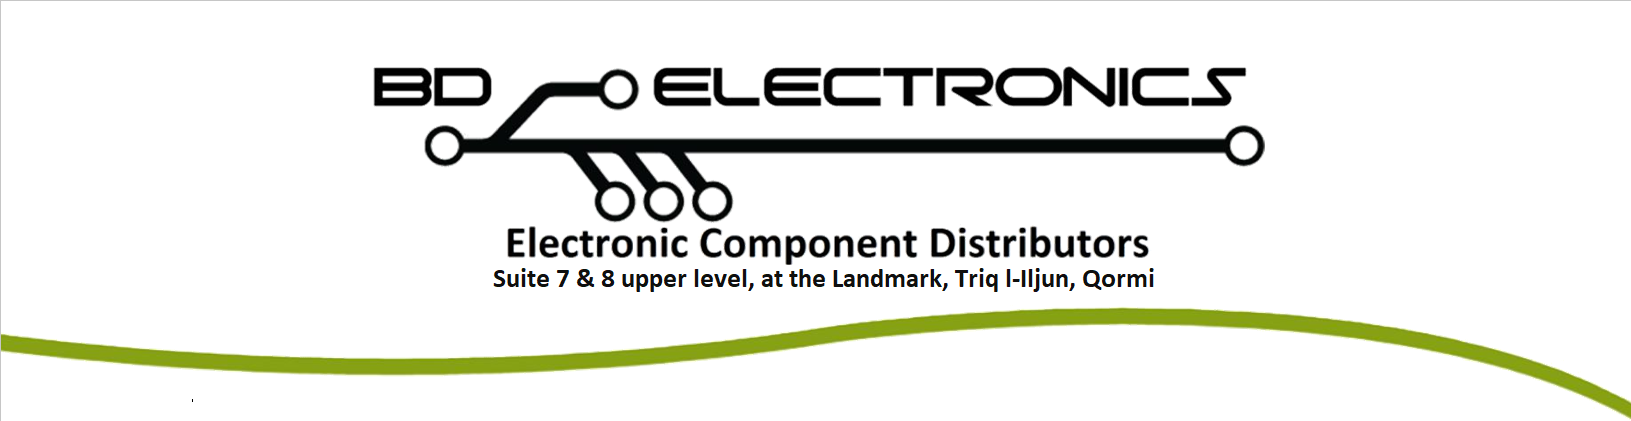 BD ELECTRONICS
Electronic Component Distributors
Suite 7 & 8 upper level, at the Landmark, Triq l-Iljun, Qormi